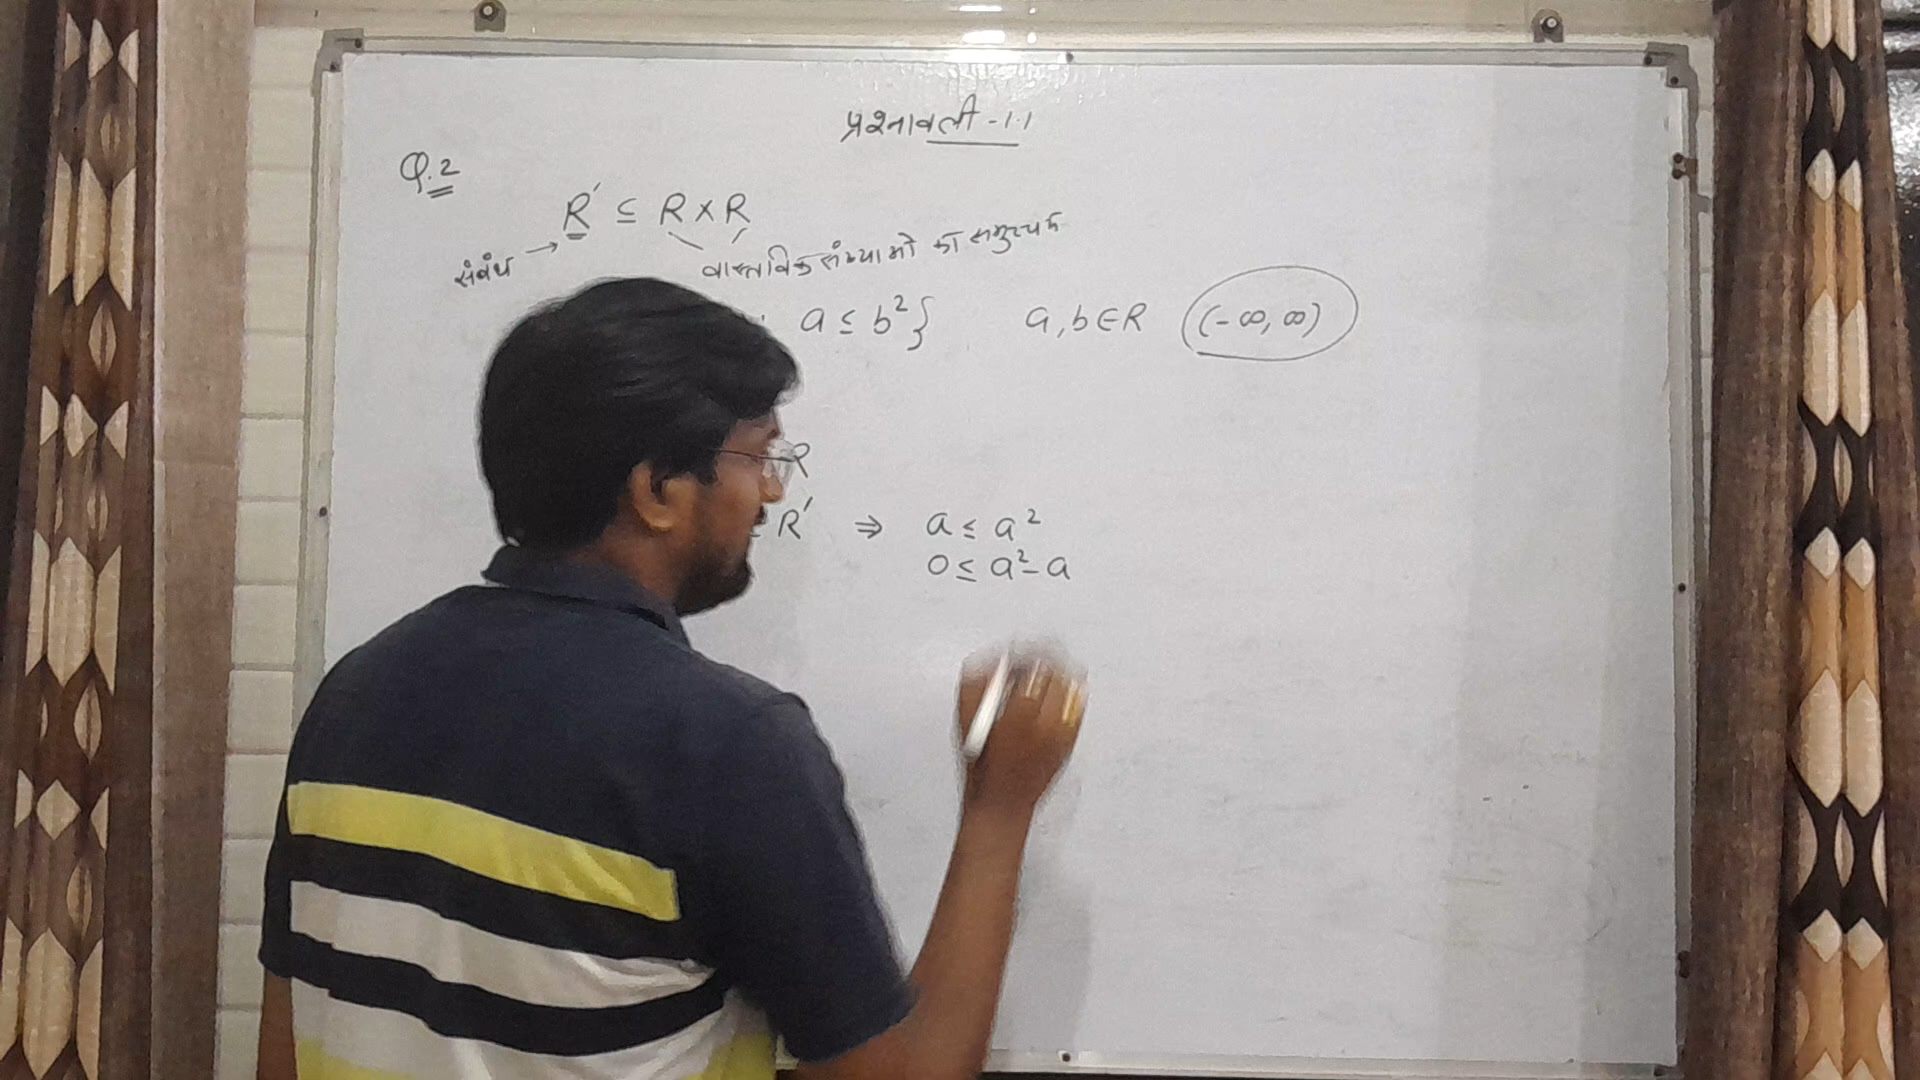 प्रश्नावली-1.1
Q.2
R′ ⊆ R×R
संबंध →
वास्तविक संख्याओं का समुच्चय
a ≤ b²} a, b∈R (-∞, ∞)
R
R′ ⇒ a ≤ a²
0 ≤ a²-a